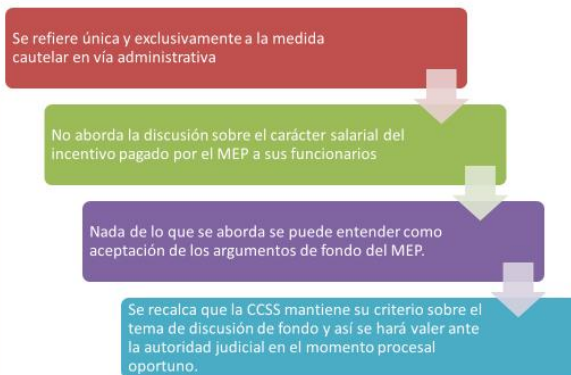 Se refiere única y exclusivamente a la medida
cautelar en vía administrativa
No aborda la discusión sobre el carácter salarial del
incentivo pagado por el MEP a sus funcionarios
Nada de lo que se aborda se puede entender como
aceptación de los argumentos de fondo del MEP.
Se recalca que la CCSS mantiene su criterio sobre el
tema de discusión de fondo y así se hará valer ante
la autoridad judicial en el momento procesal
oportuno.